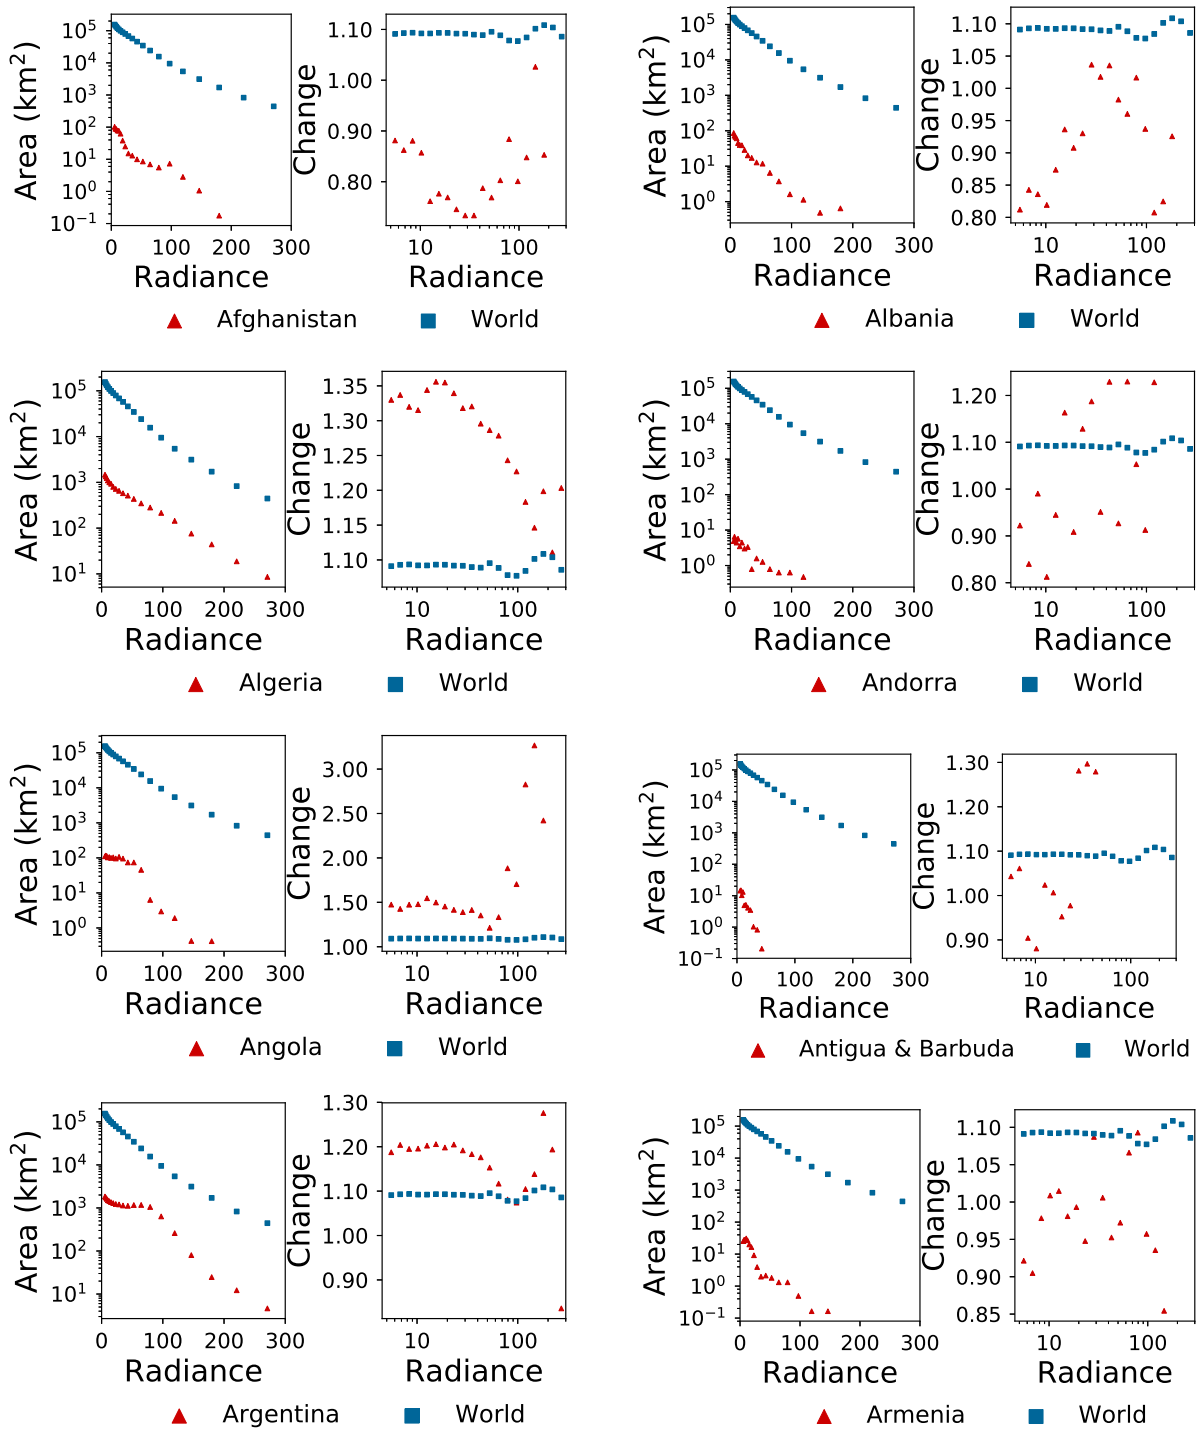 Area (km²)
10⁵
10⁴
10³
10²
10¹
10⁰
10⁻¹
0 100 200 300
Radiance
Change
1.10
1.00
0.90
0.80
10 100
Radiance
Afghanistan World
Area (km²)
10⁵
10⁴
10³
10²
10¹
10⁰
0 100 200 300
Radiance
Change
1.10
1.05
1.00
0.95
0.90
0.85
0.80
10 100
Radiance
Albania World
Area (km²)
10⁵
10⁴
10³
10²
10¹
0 100 200 300
Radiance
Change
1.35
1.30
1.25
1.20
1.15
1.10
10 100
Radiance
Algeria World
Area (km²)
10⁵
10⁴
10³
10²
10¹
10⁰
0 100 200 300
Radiance
Change
1.20
1.10
1.00
0.90
0.80
10 100
Radiance
Andorra World
Area (km²)
10⁵
10⁴
10³
10²
10¹
10⁰
0 100 200 300
Radiance
Change
3.00
2.50
2.00
1.50
1.00
10 100
Radiance
Angola World
Area (km²)
10⁵
10⁴
10³
10²
10¹
10⁰
10⁻¹
0 100 200 300
Radiance
Change
1.30
1.20
1.10
1.00
0.90
10 100
Radiance
Antigua & Barbuda World
Area (km²)
10⁵
10⁴
10³
10²
10¹
0 100 200 300
Radiance
Change
1.30
1.20
1.10
1.00
0.90
10 100
Radiance
Argentina World
Area (km²)
10⁵
10⁴
10³
10²
10¹
10⁰
10⁻¹
0 100 200 300
Radiance
Change
1.10
1.05
1.00
0.95
0.90
0.85
10 100
Radiance
Armenia World